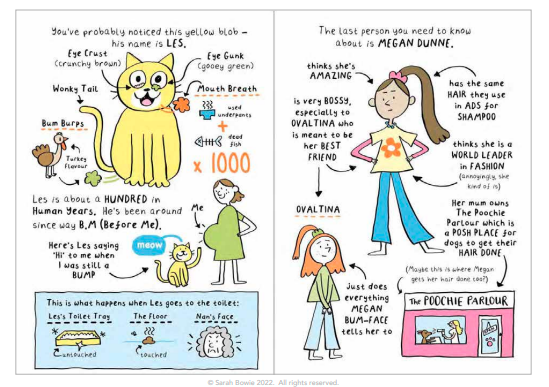 You've probably noticed this yellow blob –
his name is LES.
Eye Crust
(crunchy brown)
Eye Gunk
(gooey green)
Wonky Tail
Mouth Breath
used
underpants
+
dead
fish
x 1000
Bum Burps
Turkey
flavour
Les is about a HUNDRED in
Human Years. He's been around
since way B.M (Before Me).
Me
Here's Les saying
'Hi' to me when
I was still a
BUMP
meow
This is what happens when Les goes to the toilet:
Les's Toilet Tray
The Floor
Nan's Face
untouched
touched
The last person you need to know
about is MEGAN DUNNE.
thinks she's
AMAZING
has the same
HAIR they use
in ADS for
SHAMPOO
is very BOSSY,
especially to
OVALTINA who
is meant to be
her BEST
FRIEND
thinks she is a
WORLD LEADER
in FASHION
(annoyingly, she
kind of is)
OVALTINA
Her mum owns
The Poochie
Parlour which is
a POSH PLACE for
dogs to get their
HAIR DONE
(Maybe this is where Megan
gets her hair done too?)
Just does
everything
MEGAN
BUM-FACE
tells her to
The POOCHIE PARLOUR
© Sarah Bowie 2022. All rights reserved.